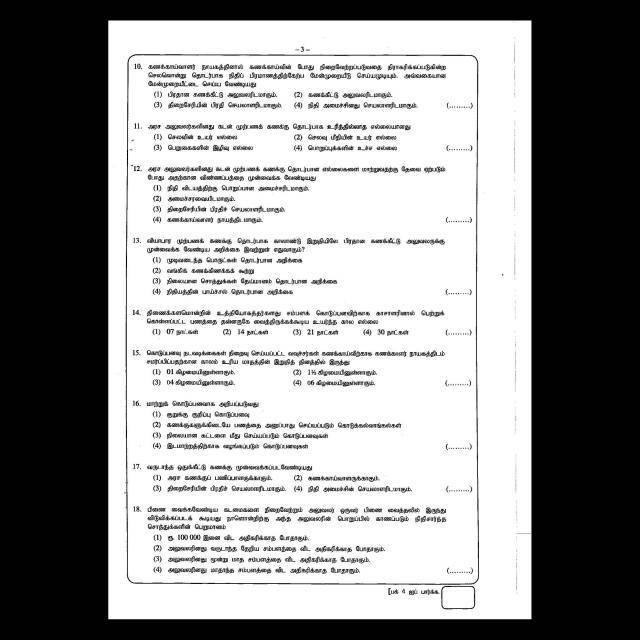 – 3 –
10. கணக்காய்வாளர் நாயகத்தினால் கணக்காய்வின் போது நிறைவேற்றப்படுவதை நிராகரிக்கப்படுகின்ற
செலவொன்று தொடர்பாக நிதிப் பிரமாணத்திற்கேற்ப மேன்முறையீடு செய்யமுடியும். அவ்வகையான
மேன்முறையீட்டை செய்ய வேண்டியது
(1) பிரதான கணக்கீட்டு அலுவலரிடமாகும். (2) கணக்கீட்டு அலுவலரிடமாகும்.
(3) திறைசேரியின் பிரதி செயலாளரிடமாகும். (4) நிதி அமைச்சினது செயலாளரிடமாகும். (.........)
11. அரச அலுவலர்களினது கடன் முற்பணக் கணக்கு தொடர்பாக உரித்தில்லாத எல்லையானது
(1) செலவின் உயர் எல்லை (2) செலவு மீதியின் உயர் எல்லை
(3) பெறுகைகளின் இழிவு எல்லை (4) பொறுப்புக்களின் உச்ச எல்லை (.........)
12. அரச அலுவலர்களினது கடன் முற்பணக் கணக்கு தொடர்பான எல்லைகளை மாற்றுவதற்கு தேவை ஏற்படும்
போது அதற்கான விண்ணப்பத்தை முன்வைக்க வேண்டியது
(1) நிதி விடயத்திற்கு பொறுப்பான அமைச்சரிடமாகும்.
(2) அமைச்சரவையிடமாகும்.
(3) திறைசேரியின் பிரதிச் செயலாளரிடமாகும்.
(4) கணக்காய்வாளர் நாயகத்திடமாகும். (.........)
13. வியாபார முற்பணக் கணக்கு தொடர்பாக காலாண்டு இறுதியிலே பிரதான கணக்கீட்டு அலுவலருக்கு
முன்வைக்க வேண்டிய அறிக்கை இவற்றுள் எதுவாகும்?
(1) முடிவடைந்த பொருட்கள் தொடர்பான அறிக்கை
(2) வங்கிக் கணக்கிணக்கக் கூற்று
(3) நிலையான சொத்துக்கள் தேய்மானம் தொடர்பான அறிக்கை
(4) நிதியத்தின் பாய்ச்சல் தொடர்பான அறிக்கை (.........)
14. திணைக்களமொன்றின் உத்தியோகத்தர்களது சம்பளக் கொடுப்பனவிற்காக காசாளரினால் பெற்றுக்
கொள்ளப்பட்ட பணத்தை தன்னகத்தே வைத்திருக்கக்கூடிய உயர்ந்த கால எல்லை
(1) 07 நாட்கள் (2) 14 நாட்கள் (3) 21 நாட்கள் (4) 30 நாட்கள் (.........)
15. கொடுப்பனவு நடவடிக்கைகள் நிறைவு செய்யப்பட்ட வவுச்சர்கள் கணக்காய்விற்காக கணக்காளர் நாயகத்திடம்
சமர்ப்பிப்பதற்கான காலம் உரிய மாதத்தின் இறுதித் தினத்தில் இருந்து
(1) 01 கிழமையினுள்ளாகும். (2) 1½ கிழமையினுள்ளாகும்.
(3) 04 கிழமையினுள்ளாகும். (4) 06 கிழமையினுள்ளாகும். (.........)
16. மாற்றுக் கொடுப்பனவாக அறியப்படுவது
(1) குறுக்கு குறிப்பு கொடுப்பனவு
(2) கணக்குகளுக்கிடையே பணத்தை அனுப்பாது செய்யப்படும் கொடுக்கல்வாங்கல்கள்
(3) நிலையான கட்டளை மீது செய்யப்படும் கொடுப்பனவுகள்
(4) இடமாற்றத்திற்காக வழங்கப்படும் கொடுப்பனவுகள் (.........)
17. வருடாந்த ஒதுக்கீட்டு கணக்கு முன்வைக்கப்படவேண்டியது
(1) அரச கணக்குப் பணிப்பாளருக்காகும். (2) கணக்காய்வாளருக்காகும்.
(3) திறைசேரியின் பிரதிச் செயலாளரிடமாகும். (4) நிதி அமைச்சின் செயலாளரிடமாகும். (.........)
18. பிணை வைக்கவேண்டிய கடமைகளை நிறைவேற்றும் அலுவலர் ஒருவர் பிணை வைத்தலில் இருந்து
விடுவிக்கப்படக் கூடியது நாளொன்றிற்கு அந்த அலுவலரின் பொறுப்பில் காணப்படும் நிதிசார்ந்த
சொத்துக்களின் பெறுமானம்
(1) ரூ. 100 000 இனை விட அதிகரிக்காத போதாகும்.
(2) அலுவலரினது வருடாந்த தேறிய சம்பளத்தை விட அதிகரிக்காத போதாகும்.
(3) அலுவலரினது மூன்று மாத சம்பளத்தை விட அதிகரிக்காத போதாகும்.
(4) அலுவலரினது மாதாந்த சம்பளத்தை விட அதிகரிக்காத போதாகும். (.........)
[பக் 4 ஐப் பார்க்க